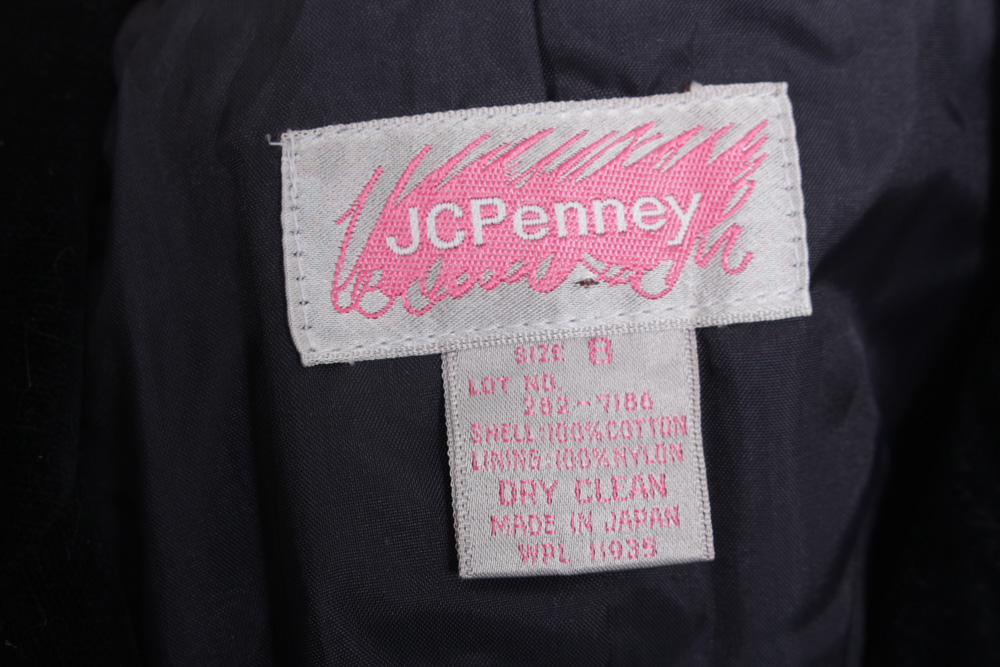 JCPenney
SIZE 8
LOT NO.
282-7186
SHELL:100%COTTON
LINING:100%NYLON
DRY CLEAN
MADE IN JAPAN
WPL 11939